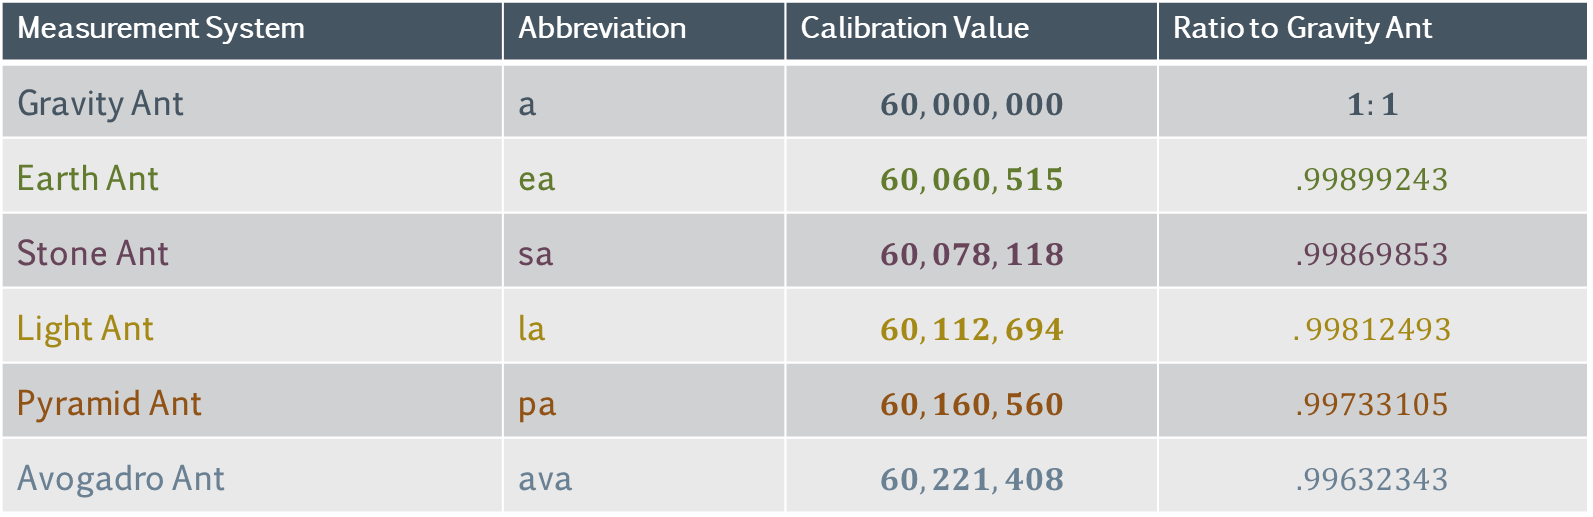 Measurement System Abbreviation Calibration Value Ratio to Gravity Ant
Gravity Ant a 60,000,000 1:1
Earth Ant ea 60,060,515 .99899243
Stone Ant sa 60,078,118 .99869853
Light Ant la 60,112,694 .99812493
Pyramid Ant pa 60,160,560 .99733105
Avogadro Ant ava 60,221,408 .99632343